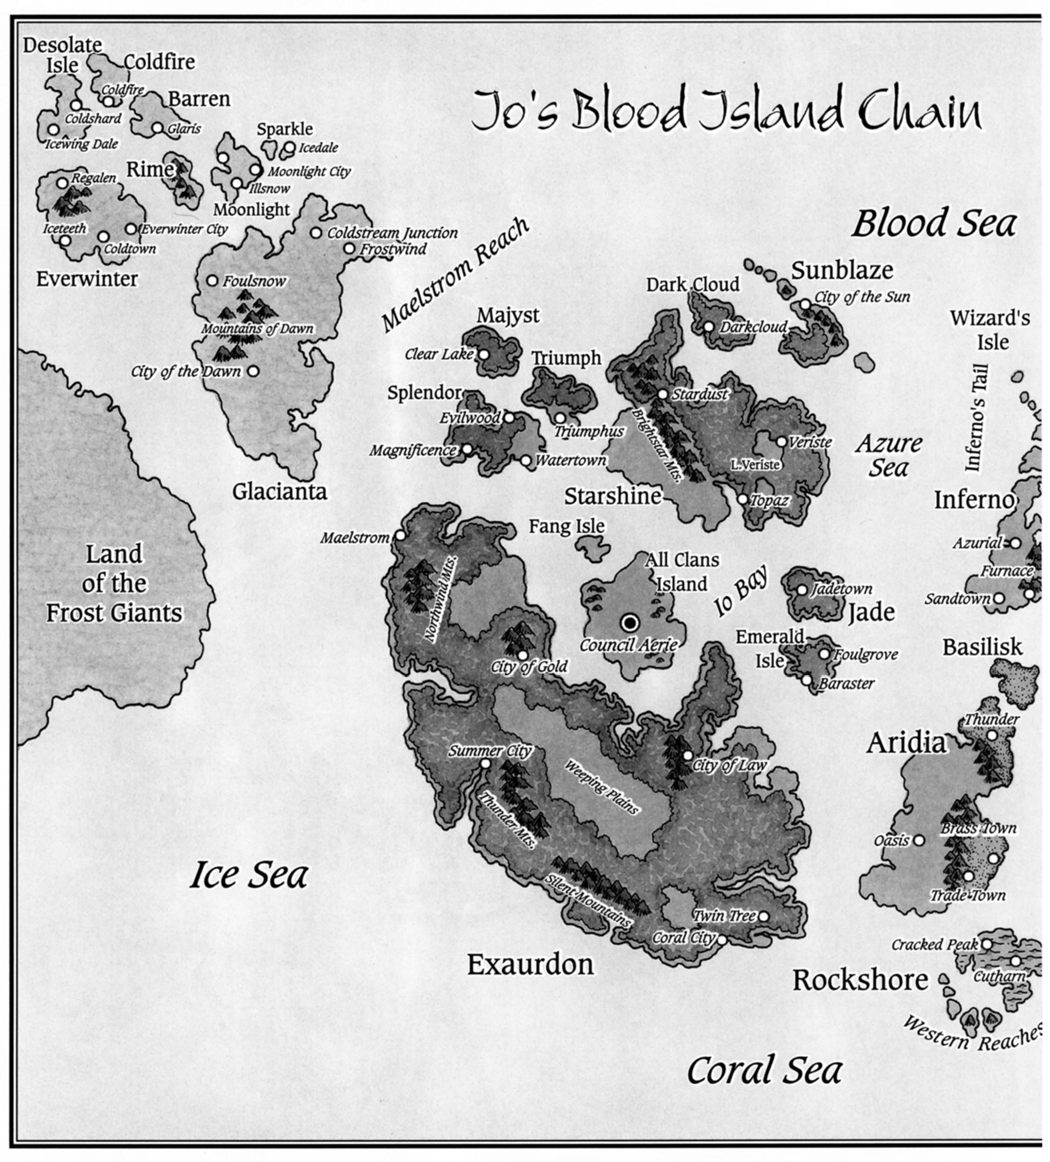 Jo's Blood Island Chain
Desolate
Isle
Coldfire
Coldfire
Coldshard
Icewing Dale
Barren
Glaris
Sparkle
Icedale
Rime
Moonlight City
Illsnow
Moonlight
Regalen
Iceteeth
Everwinter City
Coldtown
Everwinter
Coldstream Junction
Frostwind
Foulsnow
Mountains of Dawn
City of the Dawn
Glacianta
Maelstrom Reach
Blood Sea
Sunblaze
City of the Sun
Dark Cloud
Darkcloud
Majyst
Clear Lake
Triumph
Triumphus
Splendor
Evilwood
Magnificence
Watertown
Stardust
Brightstar Mts.
Veriste
L.Veriste
Topaz
Starshine
Azure
Sea
Wizard's
Isle
Inferno's Tail
Inferno
Azurial
Furnace
Sandtown
Land
of the
Frost Giants
Maelstrom
Northwind Mts.
City of Gold
Fang Isle
All Clans
Island
Council Aerie
Io Bay
Jadetown
Jade
Emerald
Isle
Foulgrove
Baraster
Basilisk
Thunder
Aridia
Oasis
Brass Town
Trade Town
Summer City
Weeping Plains
City of Law
Thunder Mts.
Silent Mountains
Twin Tree
Coral City
Exaurdon
Ice Sea
Cracked Peak
Cutharn
Rockshore
Western Reaches
Coral Sea